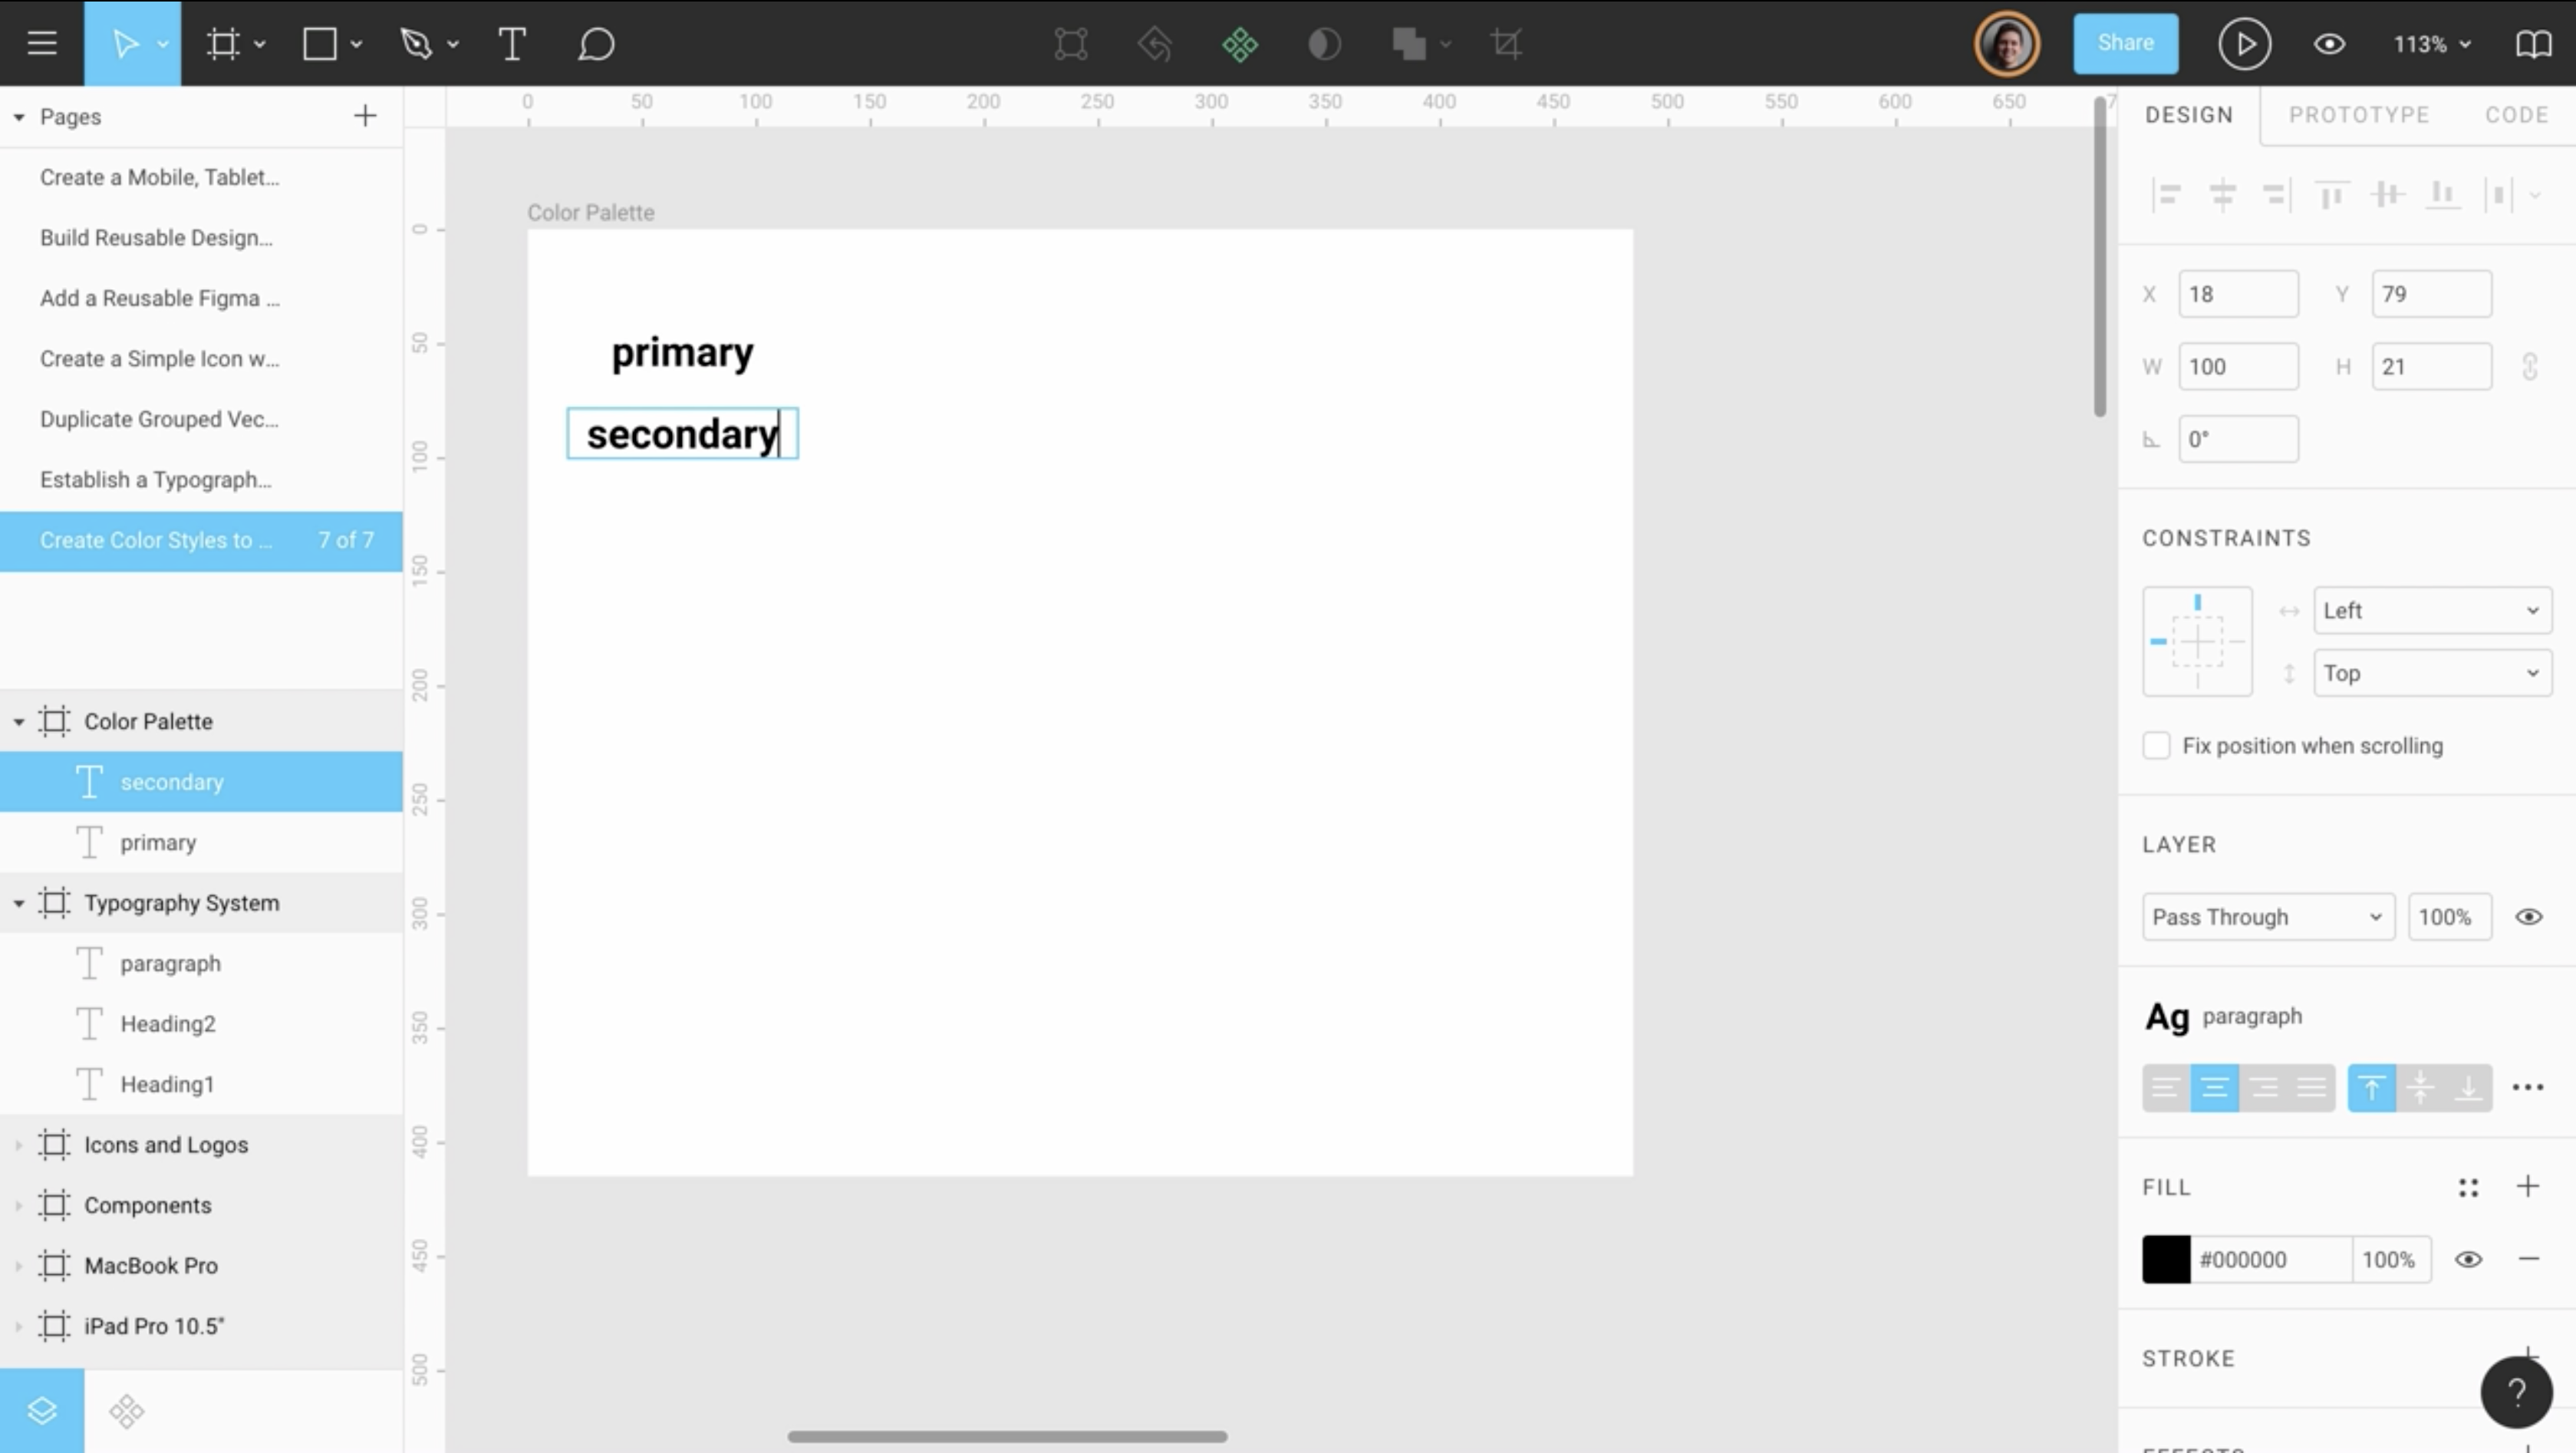 Share
113%
Pages
Create a Mobile, Tablet...
Build Reusable Design...
Add a Reusable Figma ...
Create a Simple Icon w...
Duplicate Grouped Vec...
Establish a Typograph...
Create Color Styles to ... 7 of 7
Color Palette
secondary
primary
Typography System
paragraph
Heading2
Heading1
Icons and Logos
Components
MacBook Pro
iPad Pro 10.5"
0 50 100 150 200 250 300 350 400 450 500 550 600 650 7
0
50
100
150
200
250
300
350
400
450
500
Color Palette
primary
secondary
DESIGN PROTOTYPE CODE
X 18 Y 79
W 100 H 21
0°
CONSTRAINTS
Left
Top
Fix position when scrolling
LAYER
Pass Through 100%
Ag paragraph
FILL
#000000 100%
STROKE
?
EFFECTS